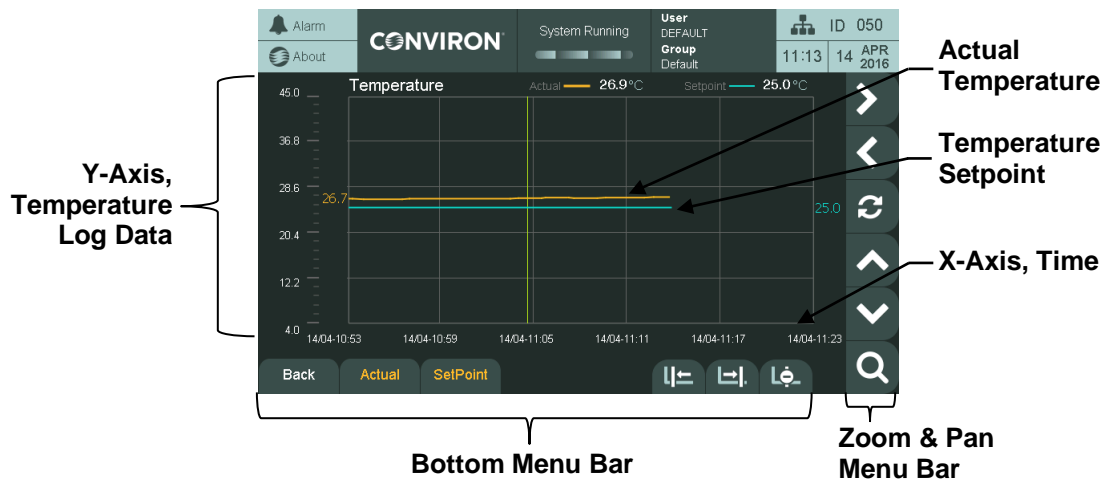 Alarm
About
CONVIRON
System Running
User
DEFAULT
Group
Default
ID 050
11:13
14 APR
2016
Temperature
Actual 26.9°C
Setpoint 25.0°C
45.0
36.8
28.6
26.7
25.0
20.4
12.2
4.0
14/04-10:53
14/04-10:59
14/04-11:05
14/04-11:11
14/04-11:17
14/04-11:23
Back
Actual
SetPoint
Y-Axis,
Temperature
Log Data
Actual
Temperature
Temperature
Setpoint
X-Axis, Time
Bottom Menu Bar
Zoom & Pan
Menu Bar